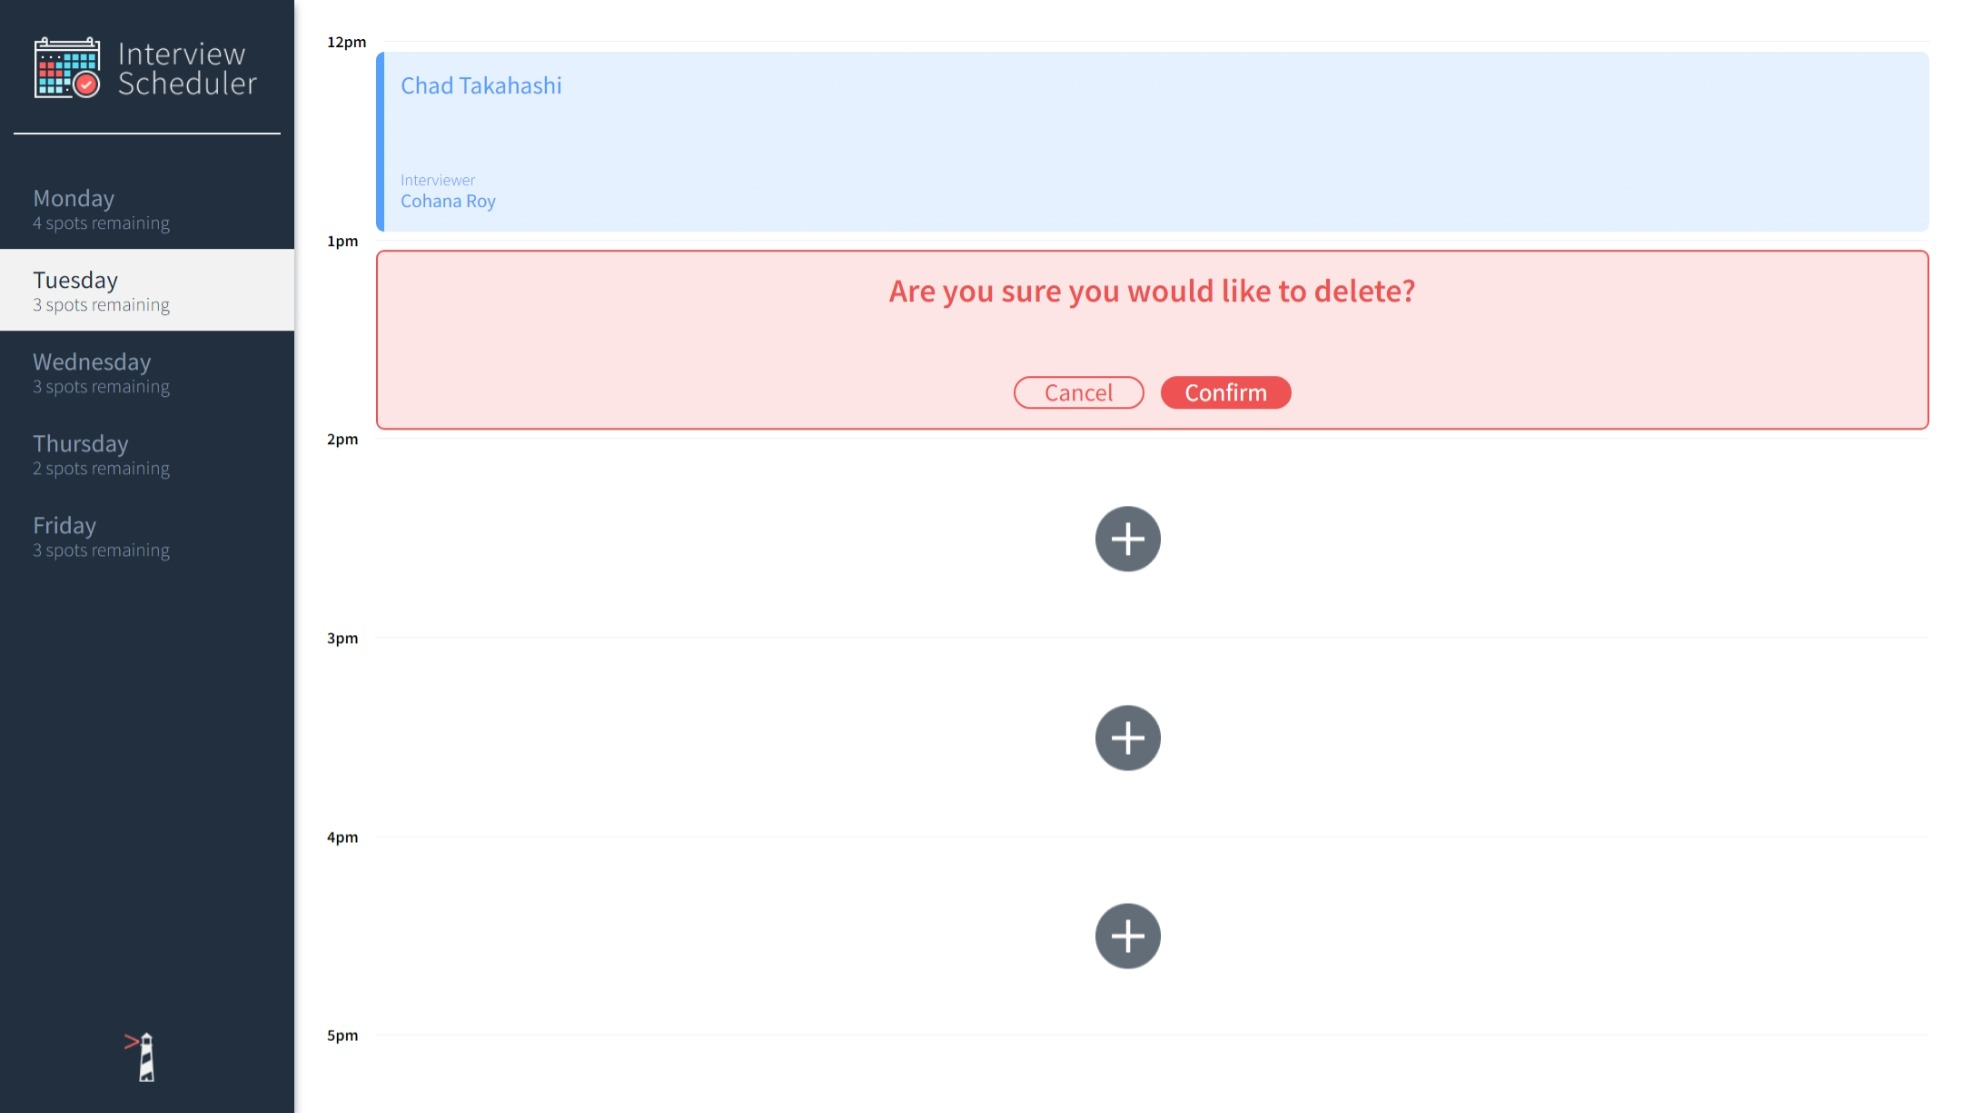 Interview
Scheduler
Monday
4 spots remaining
Tuesday
3 spots remaining
Wednesday
3 spots remaining
Thursday
2 spots remaining
Friday
3 spots remaining
>
12pm
Chad Takahashi
Interviewer
Cohana Roy
1pm
Are you sure you would like to delete?
Cancel
Confirm
2pm
3pm
4pm
5pm